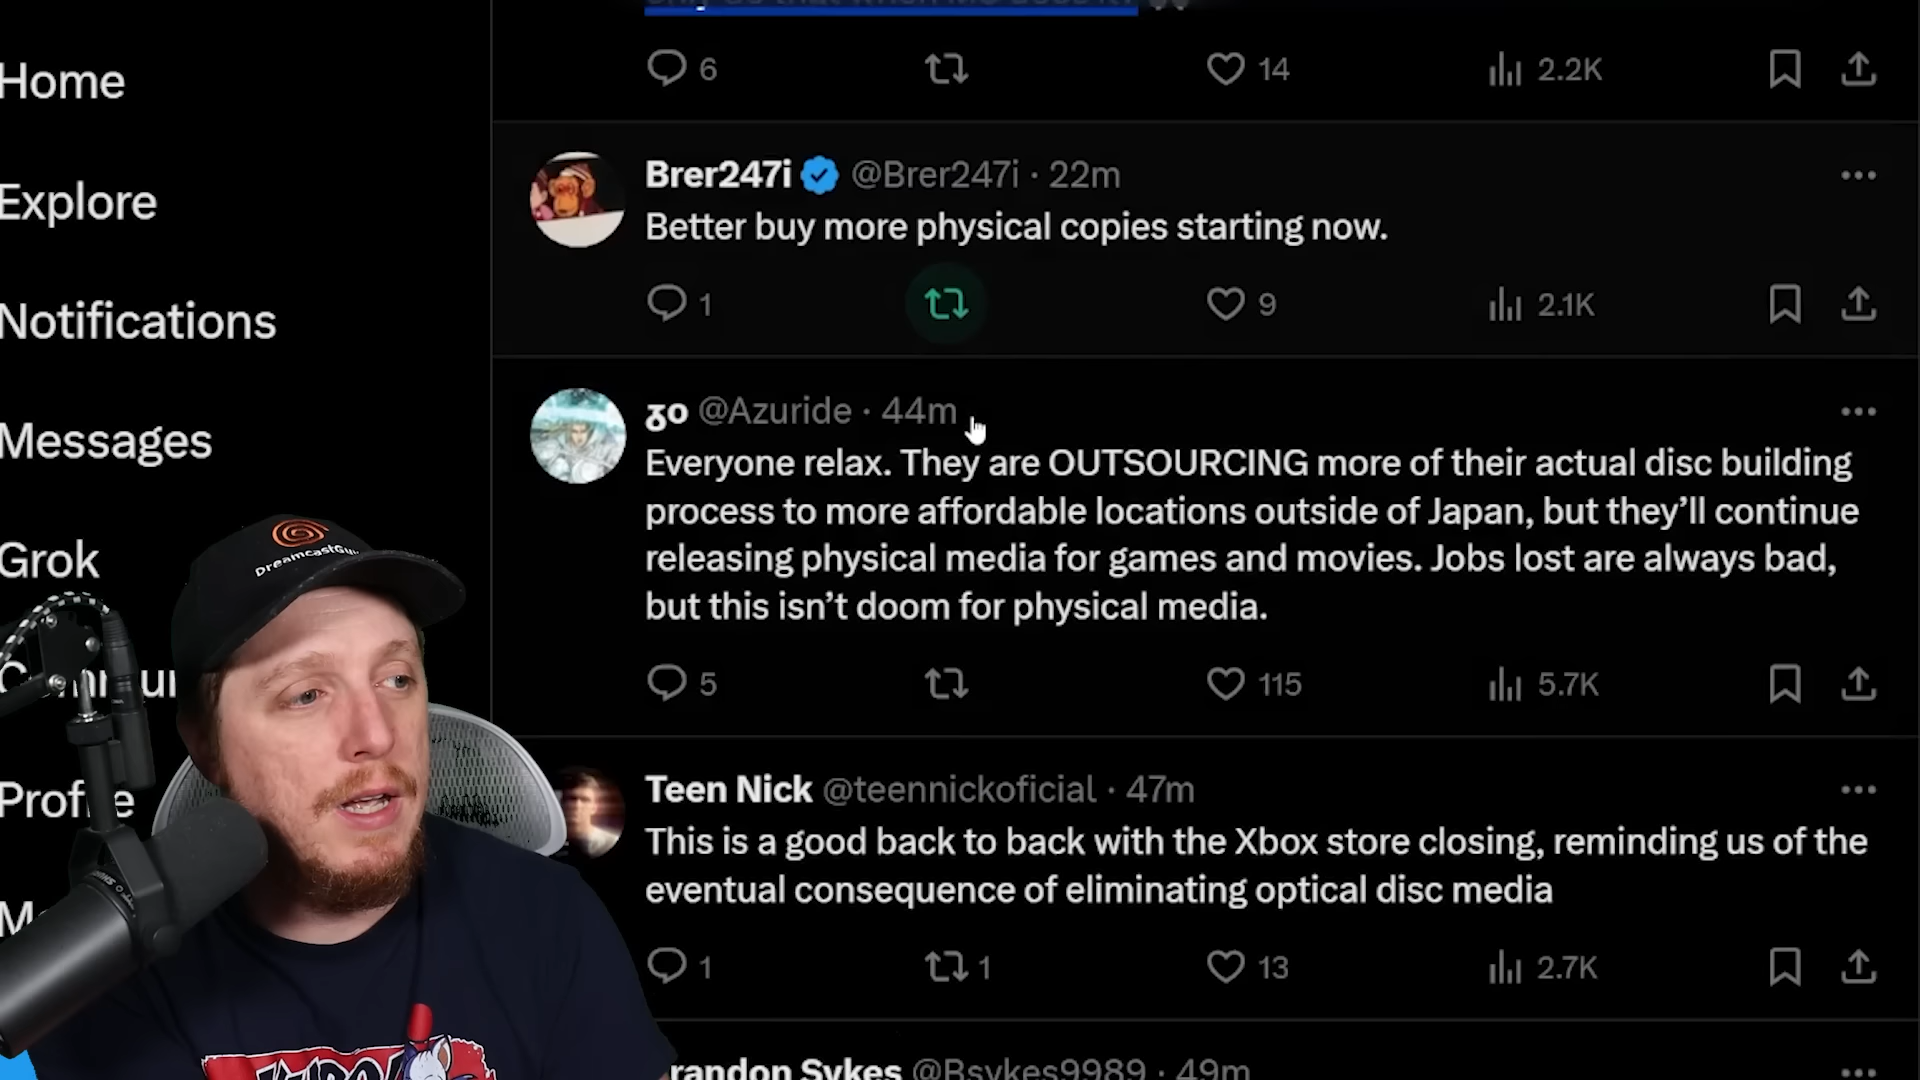 6 14 2.2K
Home
Brer247i @Brer247i · 22m
Better buy more physical copies starting now.
Explore
1 9 2.1K
Notifications
ʒo @Azuride · 44m
Everyone relax. They are OUTSOURCING more of their actual disc building
process to more affordable locations outside of Japan, but they’ll continue
releasing physical media for games and movies. Jobs lost are always bad,
but this isn’t doom for physical media.
Messages
Grok
DreamcastGuy
5 115 5.7K
Profile
Teen Nick @teennickoficial · 47m
This is a good back to back with the Xbox store closing, reminding us of the
eventual consequence of eliminating optical disc media
1 1 13 2.7K
randon Sykes @Bsykes9989 · 49m